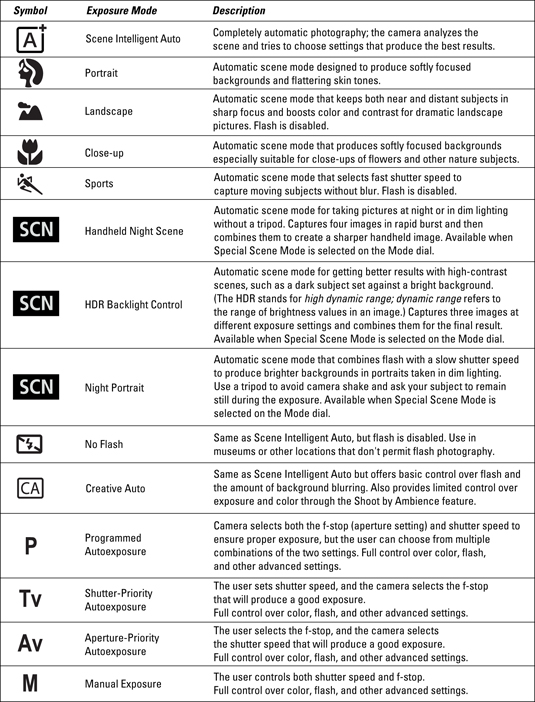 Symbol Exposure Mode Description
A+ Scene Intelligent Auto Completely automatic photography; the camera analyzes the
scene and tries to choose settings that produce the best results.
Portrait Automatic scene mode designed to produce softly focused
backgrounds and flattering skin tones.
Landscape Automatic scene mode that keeps both near and distant subjects in
sharp focus and boosts color and contrast for dramatic landscape
pictures. Flash is disabled.
Close-up Automatic scene mode that produces softly focused backgrounds
especially suitable for close-ups of flowers and other nature subjects.
Sports Automatic scene mode that selects fast shutter speed to
capture moving subjects without blur. Flash is disabled.
SCN Handheld Night Scene Automatic scene mode for taking pictures at night or in dim lighting
without a tripod. Captures four images in rapid burst and then
combines them to create a sharper handheld image. Available when
Special Scene Mode is selected on the Mode dial.
SCN HDR Backlight Control Automatic scene mode for getting better results with high-contrast
scenes, such as a dark subject set against a bright background.
(The HDR stands for high dynamic range; dynamic range refers to
the range of brightness values in an image.) Captures three images at
different exposure settings and combines them for the final result.
Available when Special Scene Mode is selected on the Mode dial.
SCN Night Portrait Automatic scene mode that combines flash with a slow shutter speed
to produce brighter backgrounds in portraits taken in dim lighting.
Use a tripod to avoid camera shake and ask your subject to remain
still during the exposure. Available when Special Scene Mode is
selected on the Mode dial.
No Flash Same as Scene Intelligent Auto, but flash is disabled. Use in
museums or other locations that don't permit flash photography.
CA Creative Auto Same as Scene Intelligent Auto but offers basic control over flash and
the amount of background blurring. Also provides limited control over
exposure and color through the Shoot by Ambience feature.
P Programmed Autoexposure Camera selects both the f-stop (aperture setting) and shutter speed to
ensure proper exposure, but the user can choose from multiple
combinations of the two settings. Full control over color, flash,
and other advanced settings.
Tv Shutter-Priority Autoexposure The user sets shutter speed, and the camera selects the f-stop
that will produce a good exposure.
Full control over color, flash, and other advanced settings.
Av Aperture-Priority Autoexposure The user selects the f-stop, and the camera selects
the shutter speed that will produce a good exposure.
Full control over color, flash, and other advanced settings.
M Manual Exposure The user controls both shutter speed and f-stop.
Full control over color, flash, and other advanced settings.